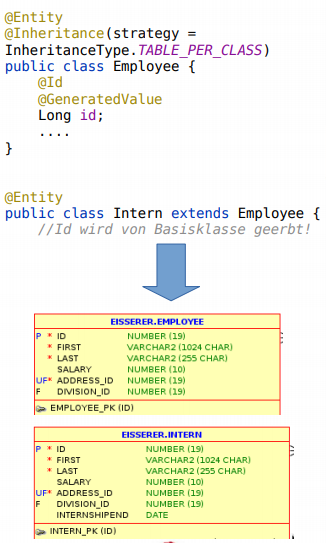 @Entity
@Inheritance(strategy =
InheritanceType.TABLE_PER_CLASS)
public class Employee {
@Id
@GeneratedValue
Long id;
....
}
@Entity
public class Intern extends Employee {
//Id wird von Basisklasse geerbt!
EISSERER.EMPLOYEE
P * ID NUMBER (19)
* FIRST VARCHAR2 (1024 CHAR)
* LAST VARCHAR2 (255 CHAR)
SALARY NUMBER (10)
UF* ADDRESS_ID NUMBER (19)
F DIVISION_ID NUMBER (19)
EMPLOYEE_PK (ID)
EISSERER.INTERN
P * ID NUMBER (19)
* FIRST VARCHAR2 (1024 CHAR)
* LAST VARCHAR2 (255 CHAR)
SALARY NUMBER (10)
UF* ADDRESS_ID NUMBER (19)
F DIVISION_ID NUMBER (19)
INTERNSHIPEND DATE
INTERN_PK (ID)